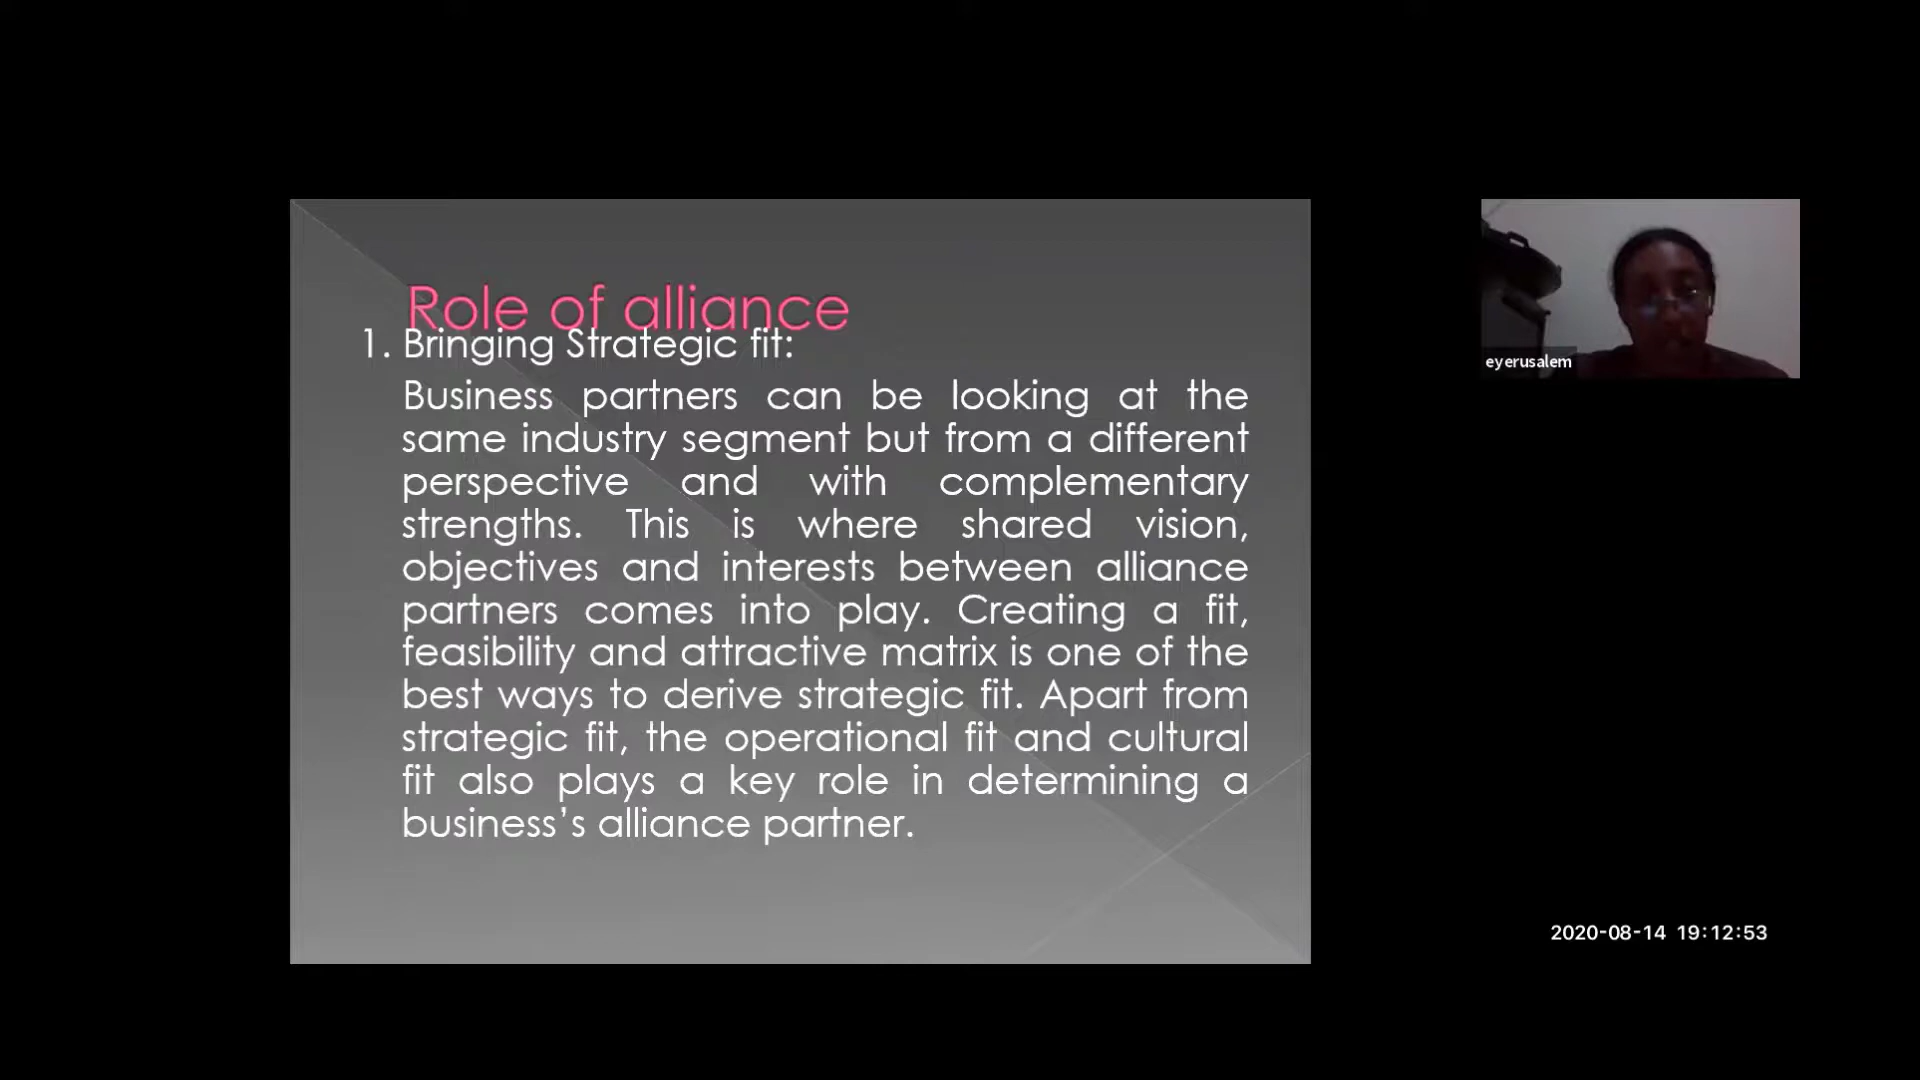 Role of alliance
1. Bringing Strategic fit:
Business partners can be looking at the
same industry segment but from a different
perspective and with complementary
strengths. This is where shared vision,
objectives and interests between alliance
partners comes into play. Creating a fit,
feasibility and attractive matrix is one of the
best ways to derive strategic fit. Apart from
strategic fit, the operational fit and cultural
fit also plays a key role in determining a
business’s alliance partner.
eyerusalem
2020-08-14 19:12:53